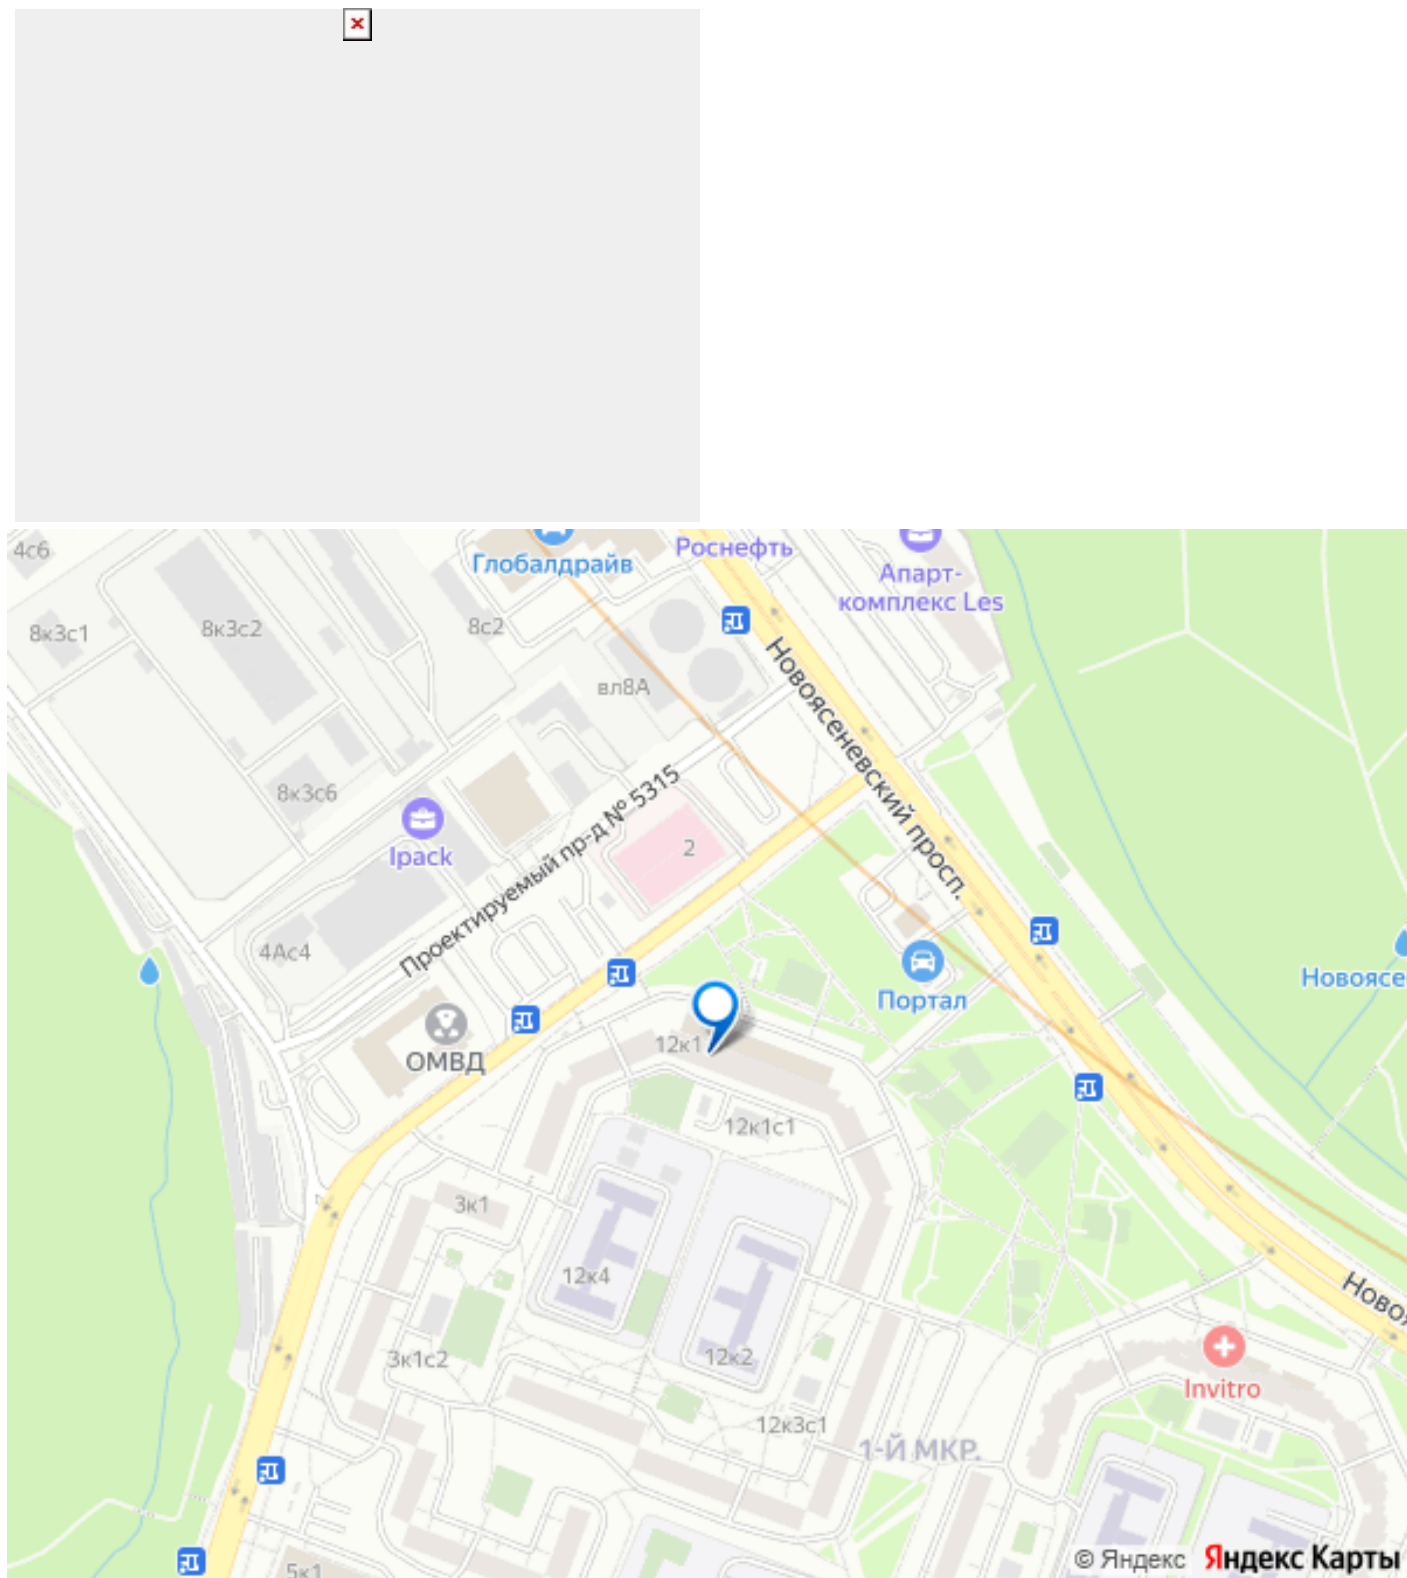 4с6
Глобалдрайв
Роснефть
Апарт-
комплекс Les
8к3с1
8к3с2
8с2
вл8А
Новоясеневский просп.
8к3с6
Проектируемый пр-д № 5315
Ipack
2
4Ас4
Портал
Новоясе
ОМВД
12к1
12к1с1
3к1
12к4
Новоя
3к1с2
12к2
Invitro
12к3с1
1-Й МКР.
5к1
© Яндекс Яндекс Карты